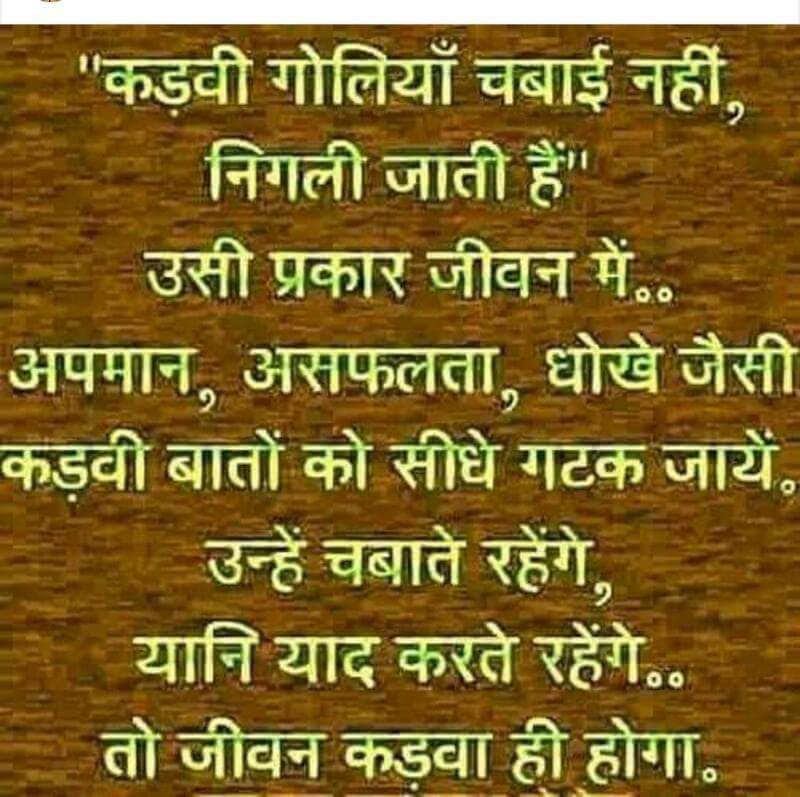 "कड़वी गोलियाँ चबाई नहीं,
निगली जाती हैं"
उसी प्रकार जीवन में..
अपमान, असफलता, धोखे जैसी
कड़वी बातों को सीधे गटक जायें.
उन्हें चबाते रहेंगे,
यानि याद करते रहेंगे..
तो जीवन कड़वा ही होगा.